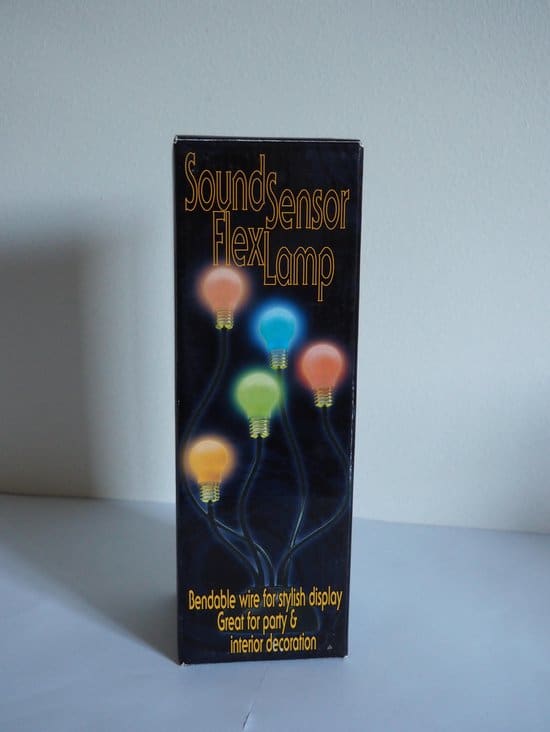 Sound Sensor
Flex Lamp
Bendable wire for stylish display
Great for party &
interior decoration